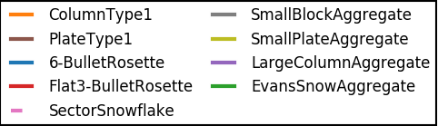 ColumnType1
PlateType1
6-BulletRosette
Flat3-BulletRosette
SectorSnowflake
SmallBlockAggregate
SmallPlateAggregate
LargeColumnAggregate
EvansSnowAggregate